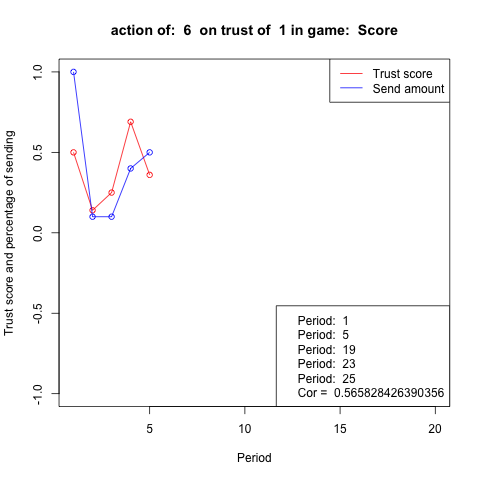 action of:  6  on trust of  1 in game:  Score
Trust score
Send amount
Trust score and percentage of sending
1.0
0.5
0.0
-0.5
-1.0
Period:  1
Period:  5
Period:  19
Period:  23
Period:  25
Cor =  0.565828426390356
5
10
15
20
Period